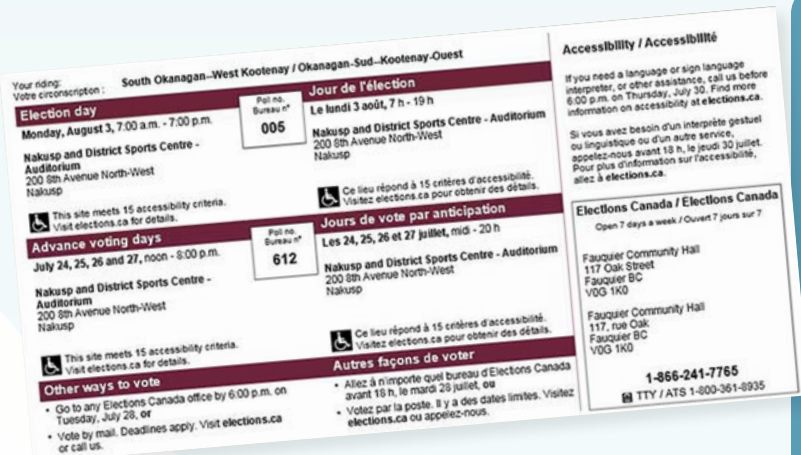 Your riding: South Okanagan--West Kootenay / Okanagan-Sud--Kootenay-Ouest
Votre circonscription :
Election day
Monday, August 3, 7:00 a.m. - 7:00 p.m.
Nakusp and District Sports Centre -
Auditorium
200 8th Avenue North-West
Nakusp
This site meets 15 accessibility criteria.
Visit elections.ca for details.
Poll no.
Bureau nº
005
Jour de l'élection
Le lundi 3 août, 7 h - 19 h
Nakusp and District Sports Centre - Auditorium
200 8th Avenue North-West
Nakusp
Ce lieu répond à 15 critères d'accessibilité.
Visitez elections.ca pour obtenir des détails.
Advance voting days
July 24, 25, 26 and 27, noon - 8:00 p.m.
Nakusp and District Sports Centre -
Auditorium
200 8th Avenue North-West
Nakusp
This site meets 15 accessibility criteria.
Visit elections.ca for details.
Poll no.
Bureau nº
612
Jours de vote par anticipation
Les 24, 25, 26 et 27 juillet, midi - 20 h
Nakusp and District Sports Centre - Auditorium
200 8th Avenue North-West
Nakusp
Ce lieu répond à 15 critères d'accessibilité.
Visitez elections.ca pour obtenir des détails.
Other ways to vote
• Go to any Elections Canada office by 6:00 p.m. on
Tuesday, July 28, or
• Vote by mail. Deadlines apply. Visit elections.ca
or call us.
Autres façons de voter
• Allez à n'importe quel bureau d'Elections Canada
avant 18 h, le mardi 28 juillet, ou
• Votez par la poste. Il y a des dates limites. Visitez
elections.ca ou appelez-nous.
Accessibility / Accessibilité
If you need a language or sign language
interpreter, or other assistance, call us before
6:00 p.m. on Thursday, July 30. Find more
information on accessibility at elections.ca.
Si vous avez besoin d'un interprète gestuel
ou linguistique ou d'un autre service,
appelez-nous avant 18 h, le jeudi 30 juillet.
Pour plus d'information sur l'accessibilité,
allez à elections.ca.
Elections Canada / Élections Canada
Open 7 days a week / Ouvert 7 jours sur 7
Fauquier Community Hall
117 Oak Street
Fauquier BC
V0G 1K0
Fauquier Community Hall
117, rue Oak
Fauquier BC
V0G 1K0
1-866-241-7765
TTY / ATS 1-800-361-8935